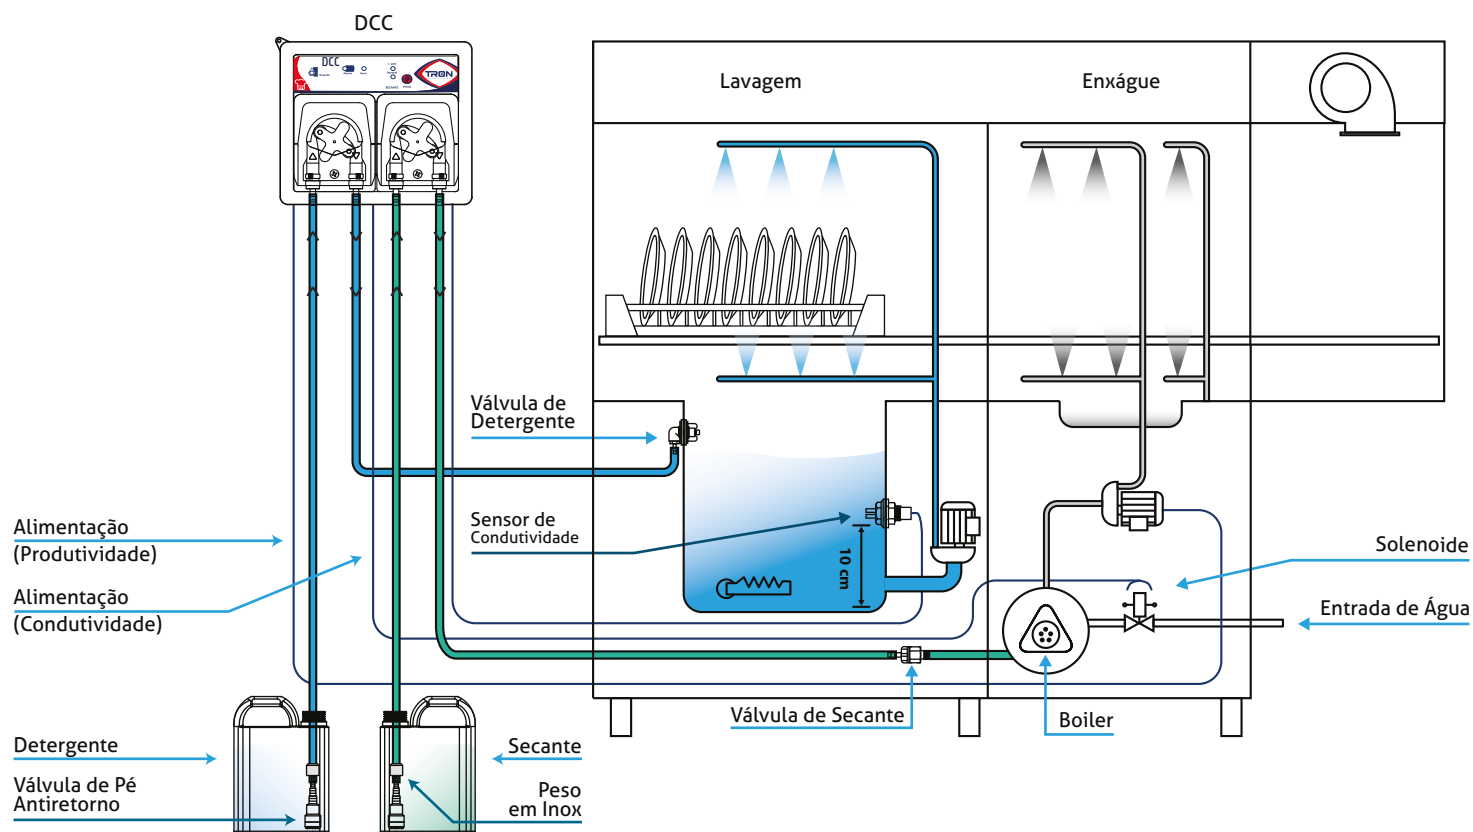 DCC
DCC
TRON
SECANTE
Lavagem
Enxágue
Válvula de
Detergente
Sensor de
Condutividade
10 cm
Alimentação
(Produtividade)
Alimentação
(Condutividade)
Solenoide
Entrada de Água
Válvula de Secante
Boiler
Detergente
Válvula de Pé
Antiretorno
Secante
Peso
em Inox